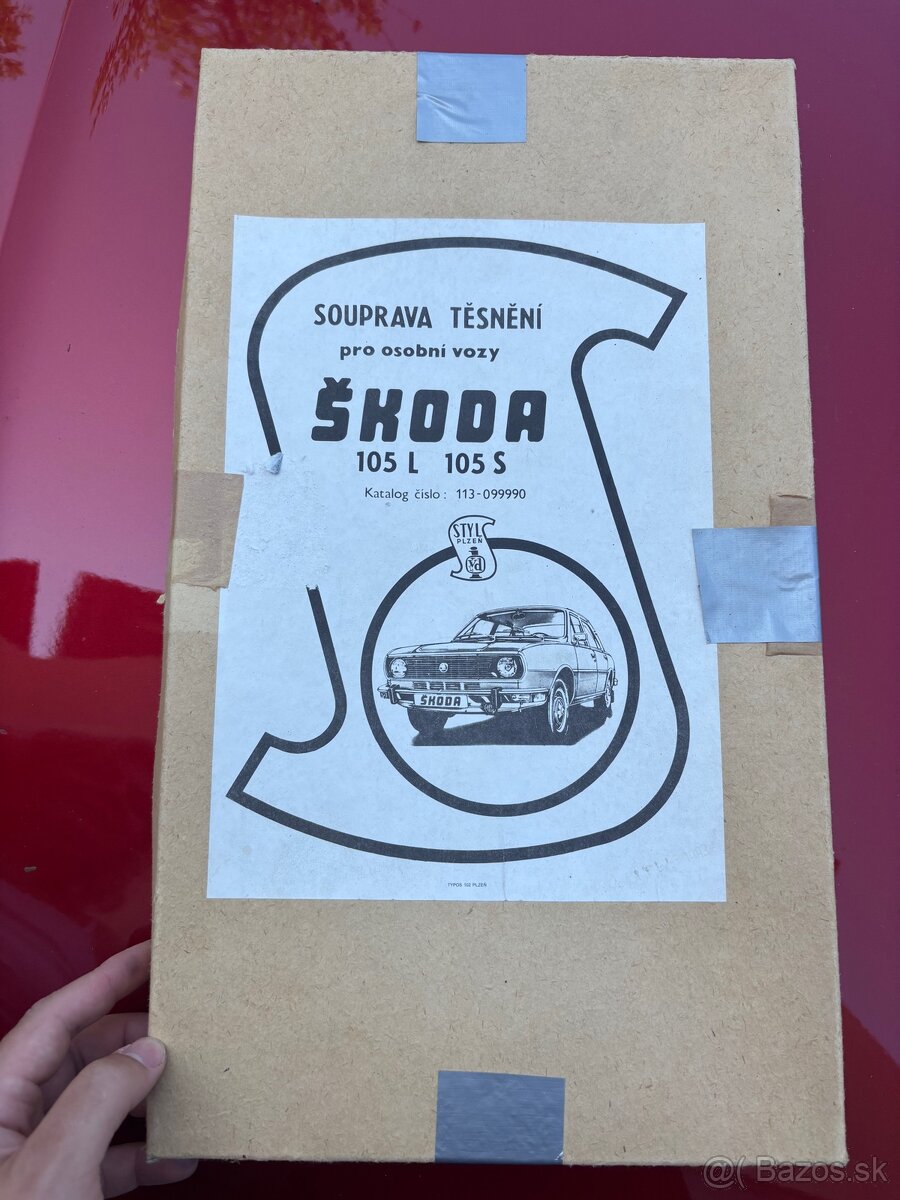 SOUPRAVA TĚSNĚNÍ
pro osobní vozy
ŠKODA
105 L 105 S
Katalog číslo: 113-099990
STYL
PLZEŇ
ŠKODA
TYPOS 102 PLZEŇ
@( Bazos.sk